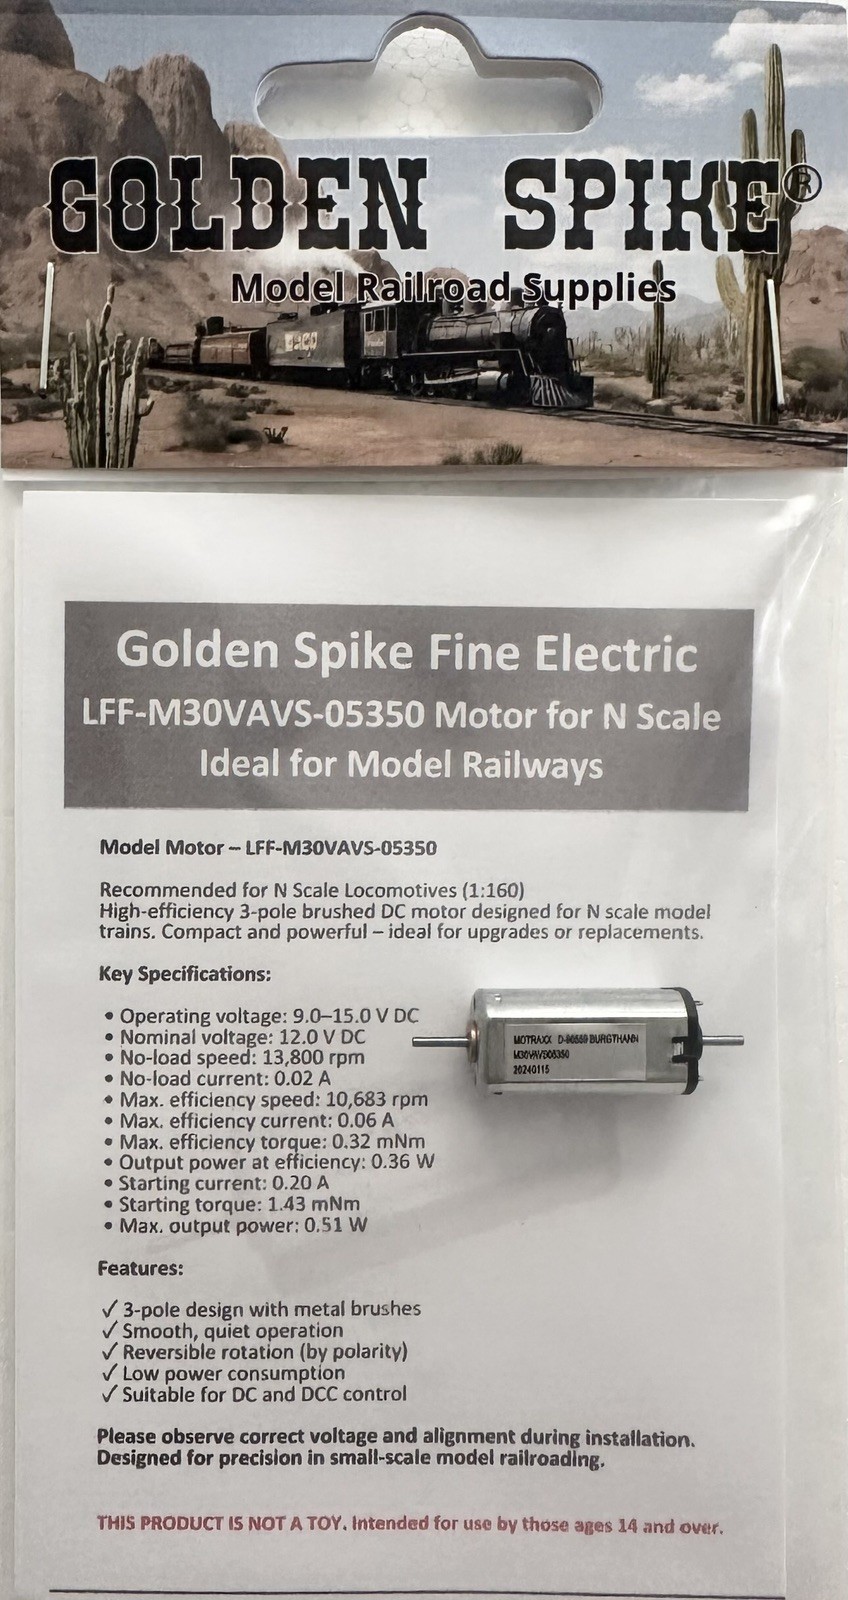 GOLDEN SPIKE®
Model Railroad Supplies
Golden Spike Fine Electric
LFF-M30VAVS-05350 Motor for N Scale
Ideal for Model Railways
Model Motor – LFF-M30VAVS-05350
Recommended for N Scale Locomotives (1:160)
High-efficiency 3-pole brushed DC motor designed for N scale model
trains. Compact and powerful – ideal for upgrades or replacements.
Key Specifications:
• Operating voltage: 9.0–15.0 V DC
• Nominal voltage: 12.0 V DC
• No-load speed: 13,800 rpm
• No-load current: 0.02 A
• Max. efficiency speed: 10,683 rpm
• Max. efficiency current: 0.06 A
• Max. efficiency torque: 0.32 mNm
• Output power at efficiency: 0.36 W
• Starting current: 0.20 A
• Starting torque: 1.43 mNm
• Max. output power: 0.51 W
MOTRAXX D-90559 BURGTHANN
M30VAVS05350
20240115
Features:
✓ 3-pole design with metal brushes
✓ Smooth, quiet operation
✓ Reversible rotation (by polarity)
✓ Low power consumption
✓ Suitable for DC and DCC control
Please observe correct voltage and alignment during installation.
Designed for precision in small-scale model railroading.
THIS PRODUCT IS NOT A TOY. Intended for use by those ages 14 and over.